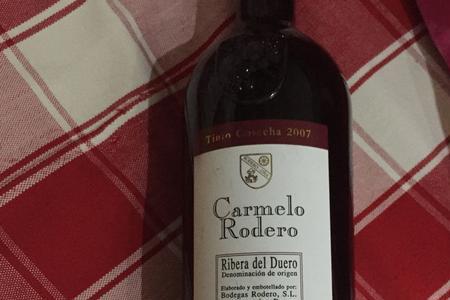 Tinto Cosecha 2007
Carmelo
Rodero
Ribera del Duero
Denominación de origen
Elaborado y embotellado por:
Bodegas Rodero, S.L.